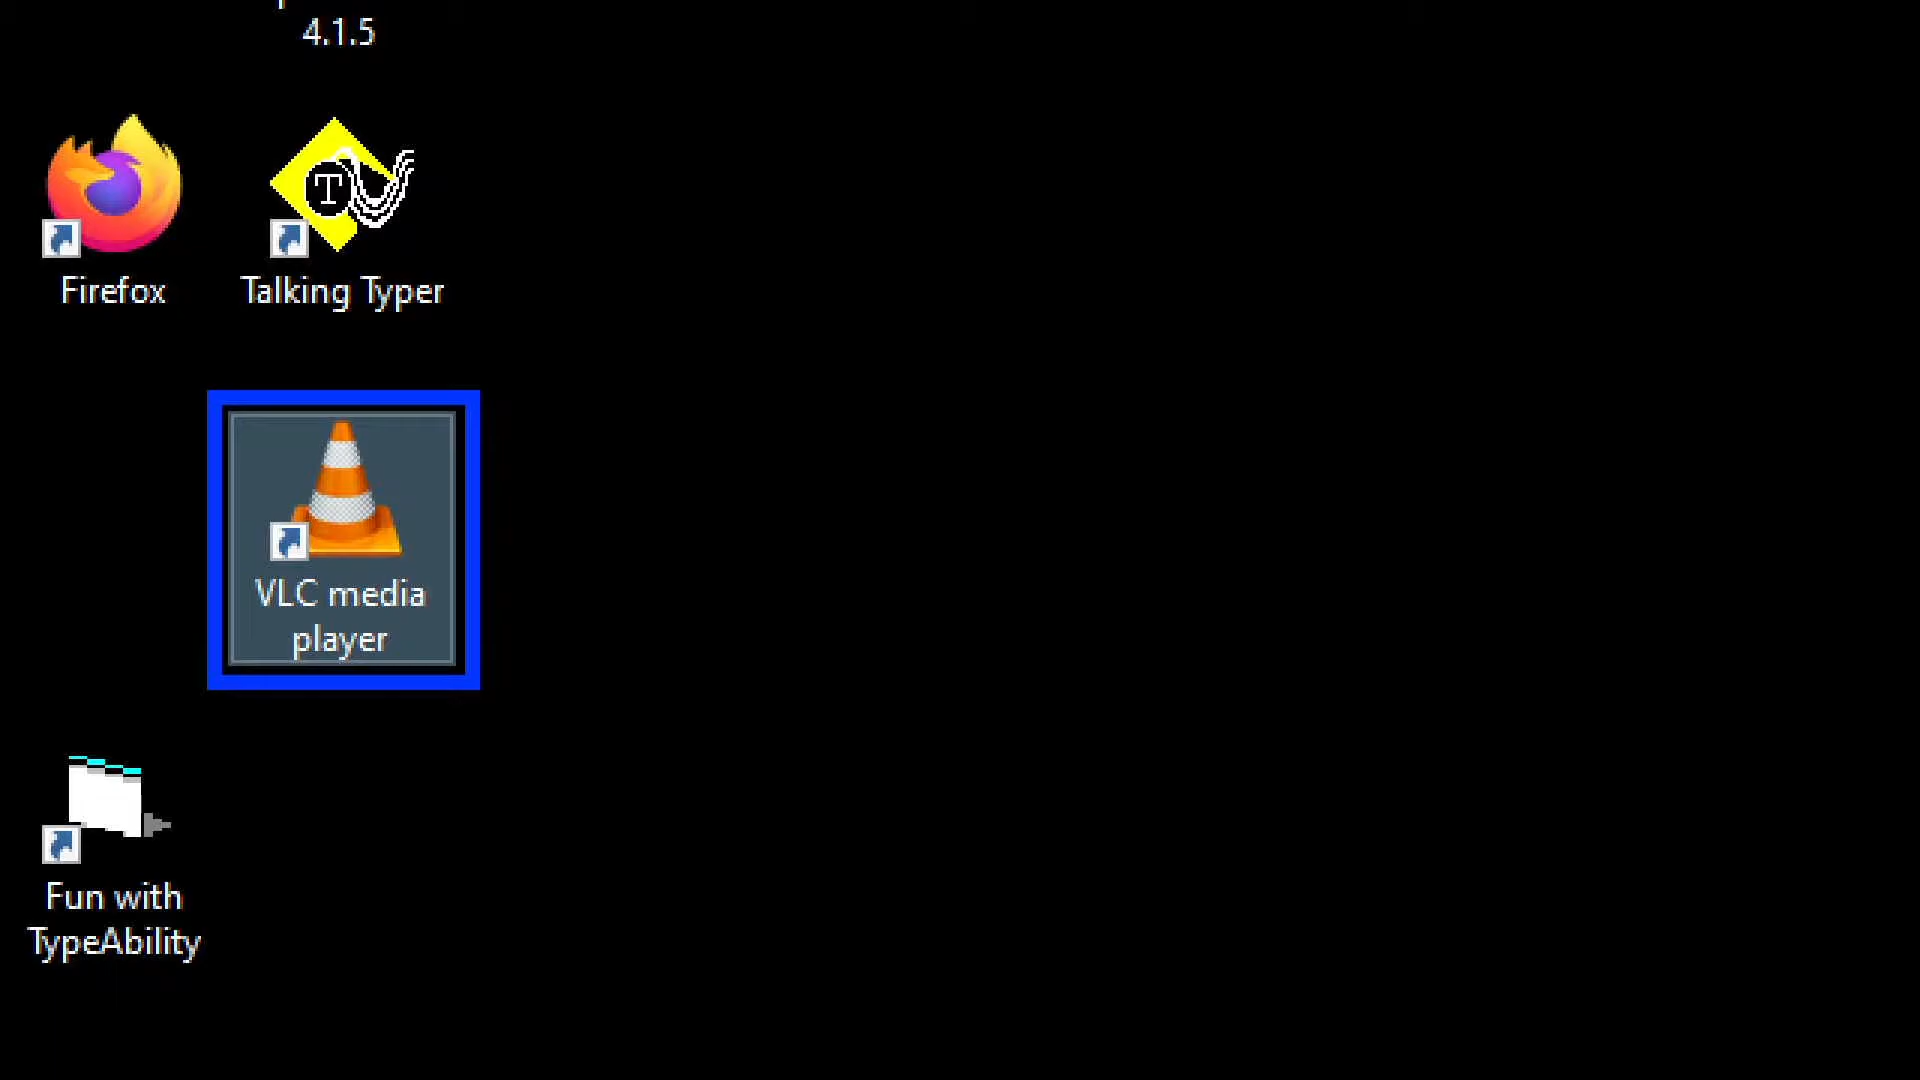 4.1.5
Firefox
Talking Typer
T
VLC media
player
Fun with
TypeAbility